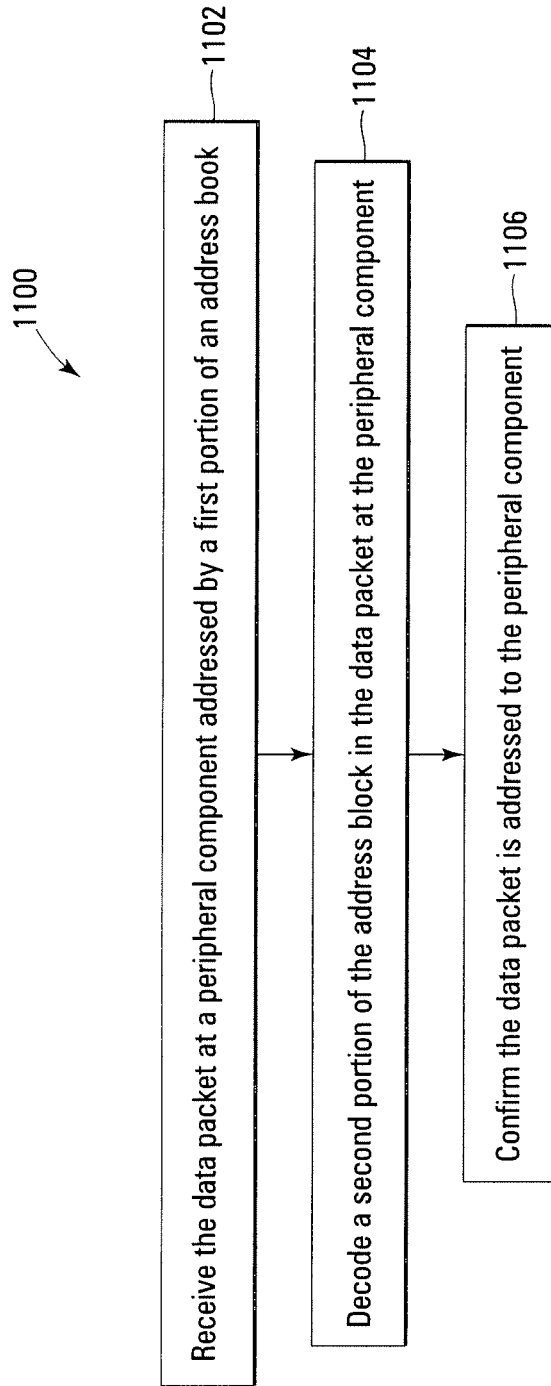 1100
Receive the data packet at a peripheral component addressed by a first portion of an address book
1102
Decode a second portion of the address block in the data packet at the peripheral component
1104
Confirm the data packet is addressed to the peripheral component
1106